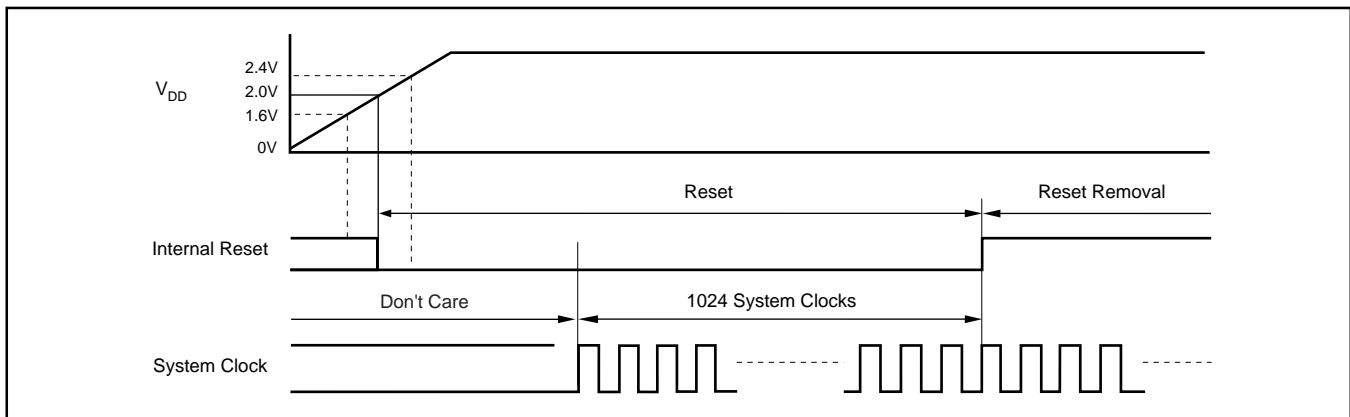 2.4V
V_DD
2.0V
1.6V
0V
Reset
Reset Removal
Internal Reset
Don't Care
1024 System Clocks
System Clock